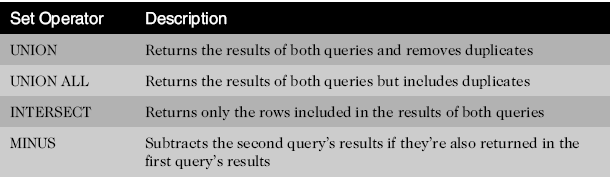 Set Operator Description
UNION Returns the results of both queries and removes duplicates
UNION ALL Returns the results of both queries but includes duplicates
INTERSECT Returns only the rows included in the results of both queries
MINUS Subtracts the second query's results if they're also returned in the
first query's results